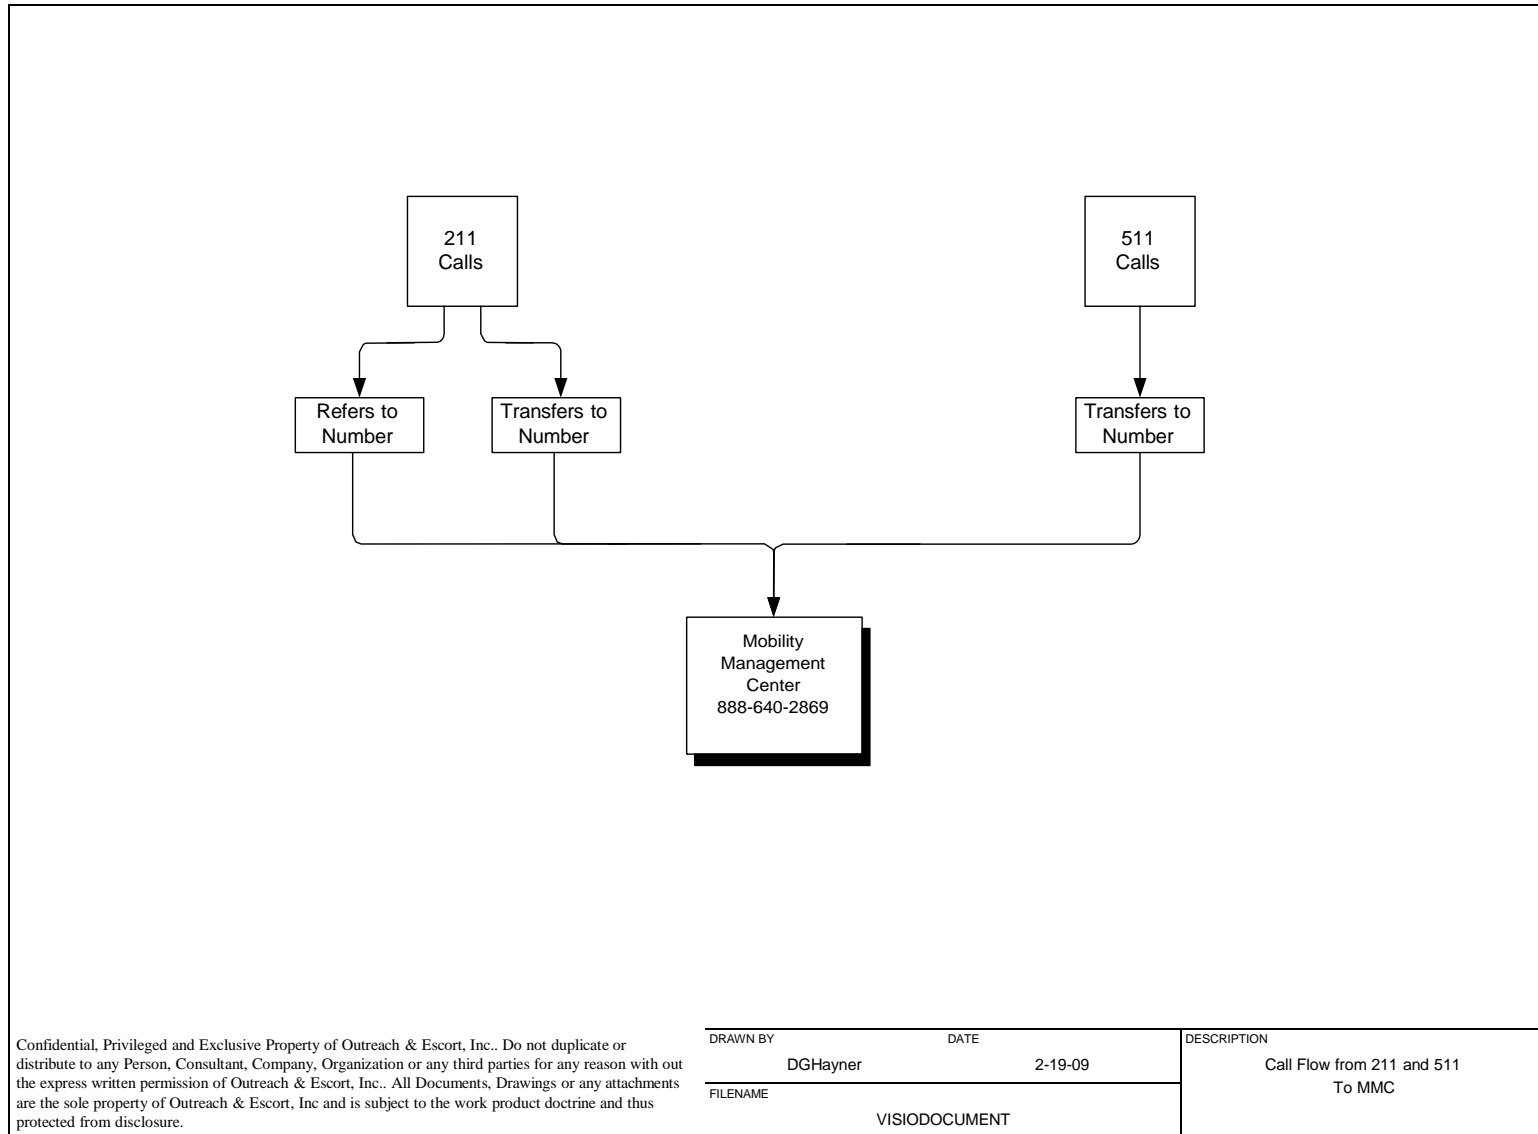 211
Calls
511
Calls
Refers to
Number
Transfers to
Number
Transfers to
Number
Mobility
Management
Center
888-640-2869
Confidential, Privileged and Exclusive Property of Outreach & Escort, Inc.. Do not duplicate or
distribute to any Person, Consultant, Company, Organization or any third parties for any reason with out
the express written permission of Outreach & Escort, Inc.. All Documents, Drawings or any attachments
are the sole property of Outreach & Escort, Inc and is subject to the work product doctrine and thus
protected from disclosure.
DRAWN BY
DGHayner
DATE
2-19-09
FILENAME
VISIODOCUMENT
DESCRIPTION
Call Flow from 211 and 511
To MMC